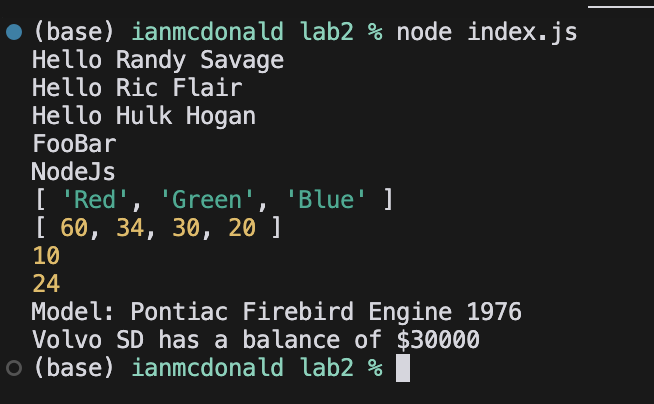 (base) ianmcdonald lab2 % node index.js
Hello Randy Savage
Hello Ric Flair
Hello Hulk Hogan
FooBar
NodeJs
[ 'Red', 'Green', 'Blue' ]
[ 60, 34, 30, 20 ]
10
24
Model: Pontiac Firebird Engine 1976
Volvo SD has a balance of $30000
(base) ianmcdonald lab2 %